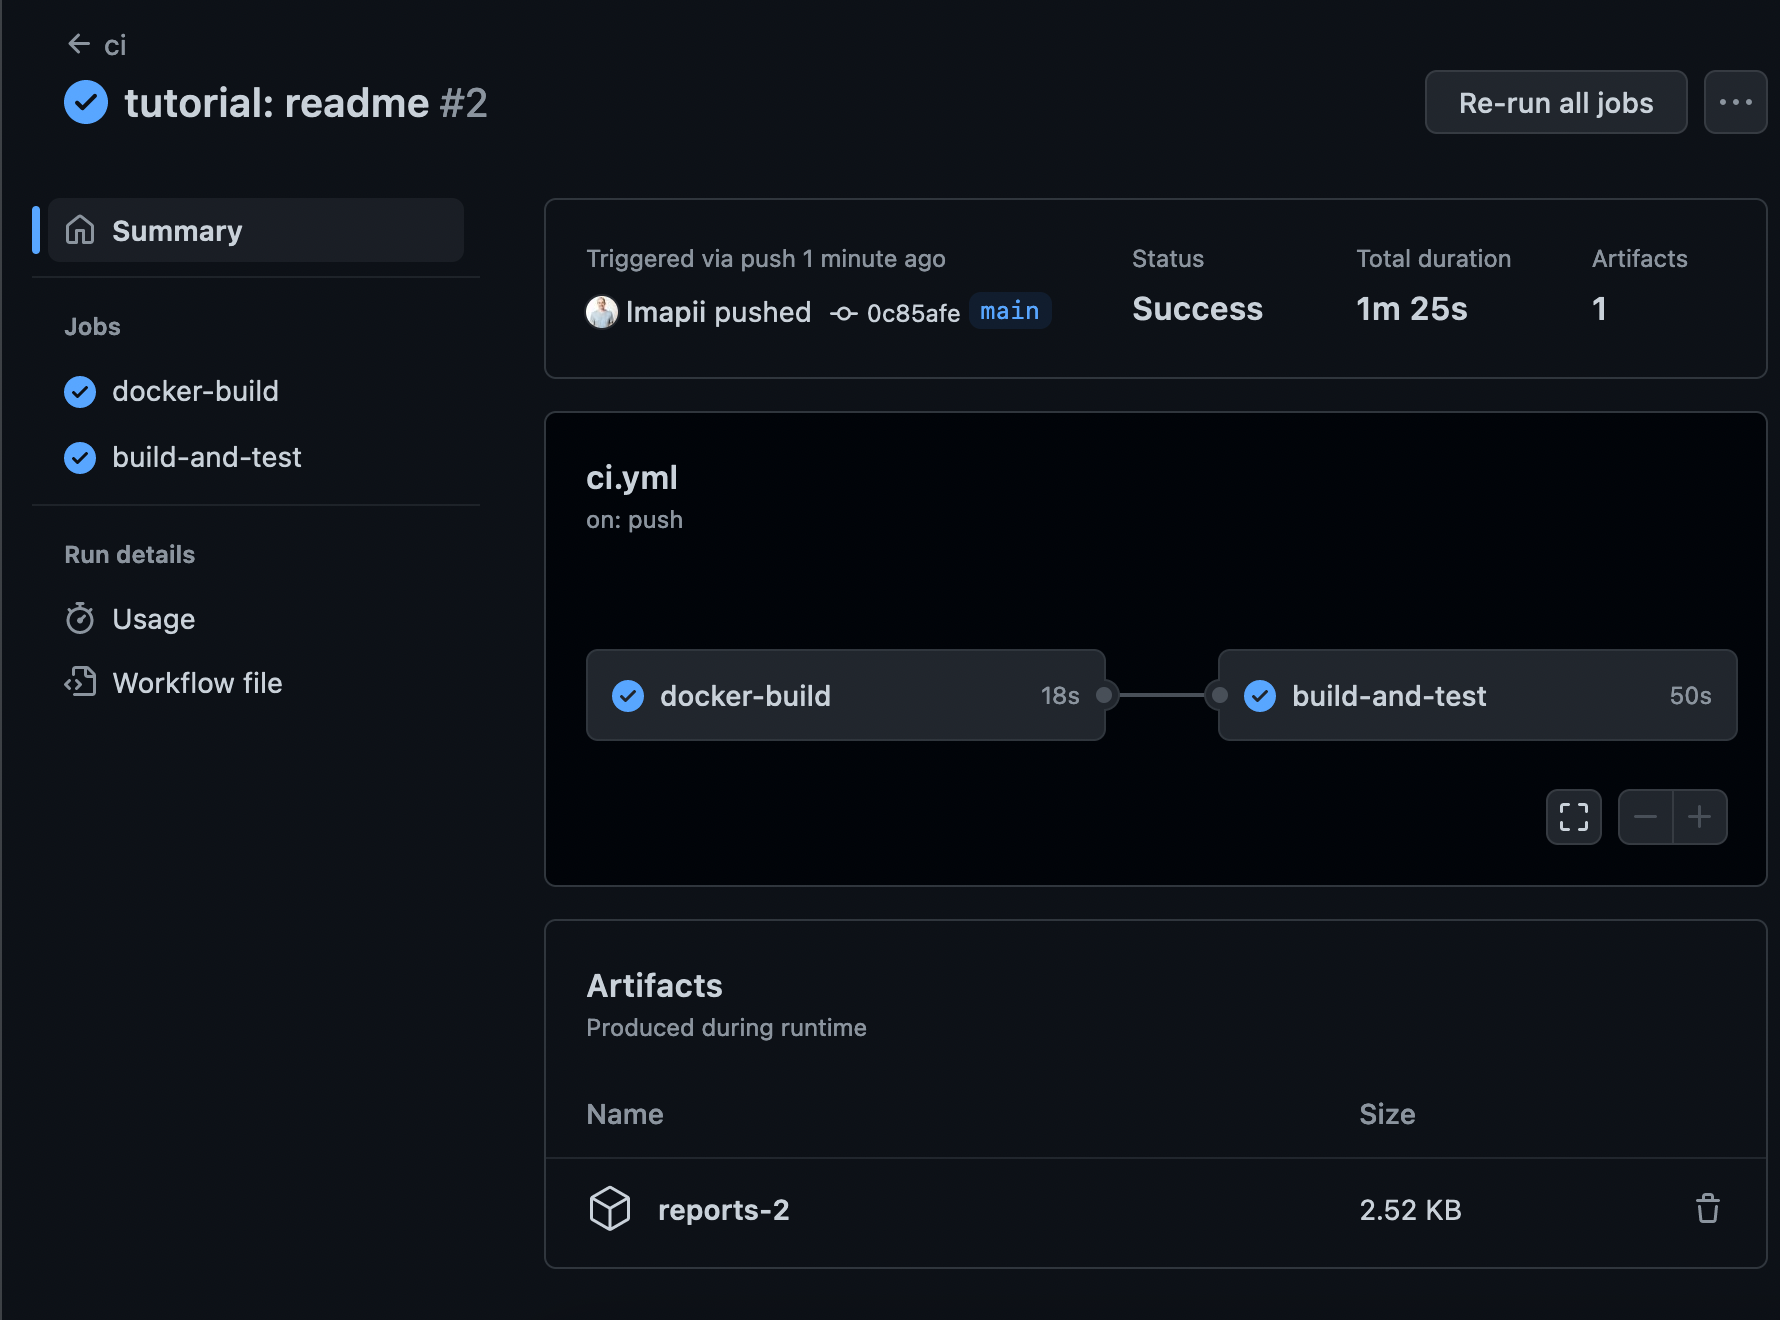 ci
tutorial: readme #2
Re-run all jobs
Summary
Jobs
docker-build
build-and-test
Run details
Usage
Workflow file
Triggered via push 1 minute ago
lmapii pushed 0c85afe main
Status
Success
Total duration
1m 25s
Artifacts
1
ci.yml
on: push
docker-build 18s
build-and-test 50s
Artifacts
Produced during runtime
Name Size
reports-2 2.52 KB